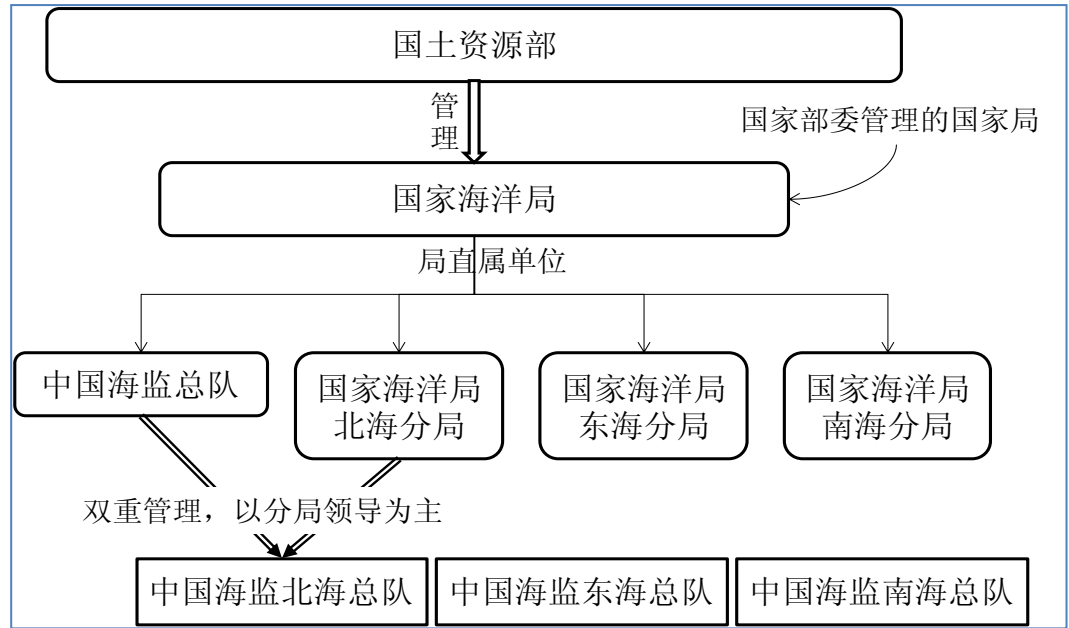 国土资源部
管
理
国家部委管理的国家局
国家海洋局
局直属单位
中国海监总队
国家海洋局
北海分局
国家海洋局
东海分局
国家海洋局
南海分局
双重管理，以分局领导为主
中国海监北海总队
中国海监东海总队
中国海监南海总队